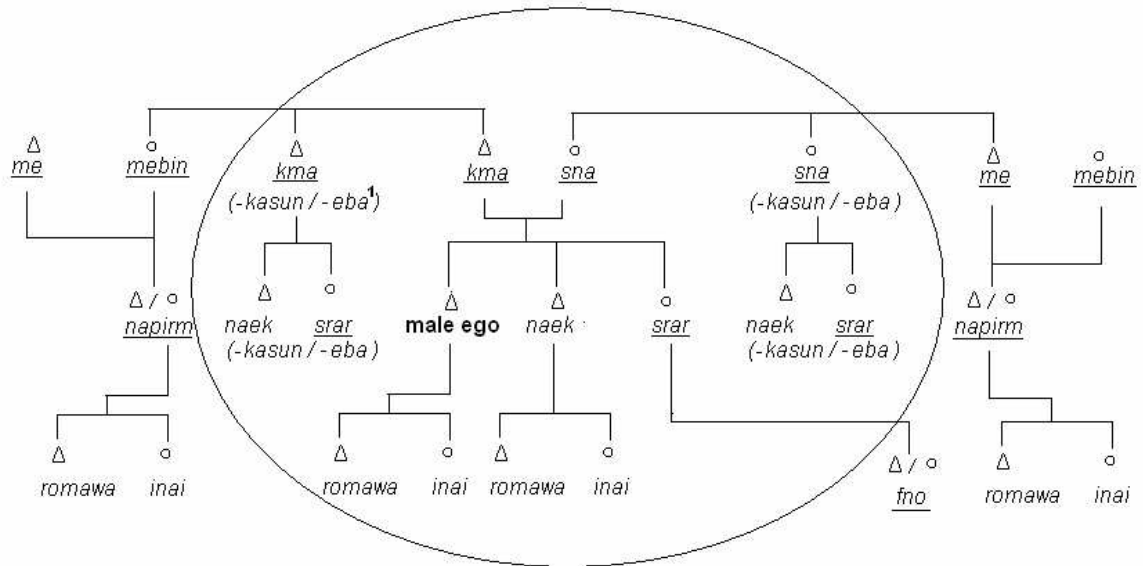 me mebin kma kma sna sna me mebin
(-kasun / -eba¹) (-kasun / -eba)
Δ / o Δ / o
napirm naek srar male ego naek srar naek srar napirm
(-kasun / -eba) (-kasun / -eba)
Δ / o
romawa inai romawa inai romawa inai fno romawa inai